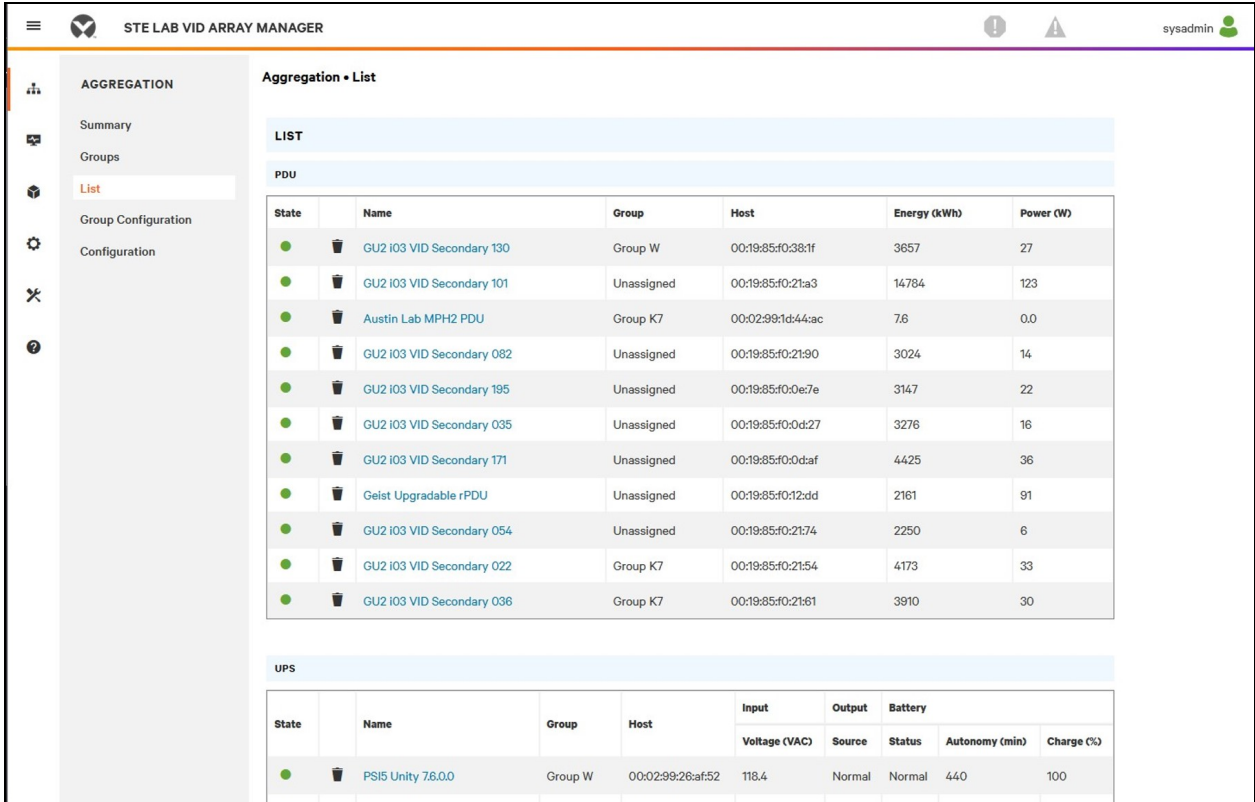 STE LAB VID ARRAY MANAGER
sysadmin
AGGREGATION
Summary
Groups
List
Group Configuration
Configuration
Aggregation • List
LIST
PDU
State Name Group Host Energy (kWh) Power (W)
GU2 i03 VID Secondary 130 Group W 00:19:85:f0:38:1f 3657 27
GU2 i03 VID Secondary 101 Unassigned 00:19:85:f0:21:a3 14784 123
Austin Lab MPH2 PDU Group K7 00:02:99:1d:44:ac 7.6 0.0
GU2 i03 VID Secondary 082 Unassigned 00:19:85:f0:21:90 3024 14
GU2 i03 VID Secondary 195 Unassigned 00:19:85:f0:0e:7e 3147 22
GU2 i03 VID Secondary 035 Unassigned 00:19:85:f0:0d:27 3276 16
GU2 i03 VID Secondary 171 Unassigned 00:19:85:f0:0d:af 4425 36
Geist Upgradable rPDU Unassigned 00:19:85:f0:12:dd 2161 91
GU2 i03 VID Secondary 054 Unassigned 00:19:85:f0:21:74 2250 6
GU2 i03 VID Secondary 022 Group K7 00:19:85:f0:21:54 4173 33
GU2 i03 VID Secondary 036 Group K7 00:19:85:f0:21:61 3910 30
UPS
State Name Group Host Input Output Battery
Voltage (VAC) Source Status Autonomy (min) Charge (%)
PSI5 Unity 7.6.0.0 Group W 00:02:99:26:af:52 118.4 Normal Normal 440 100